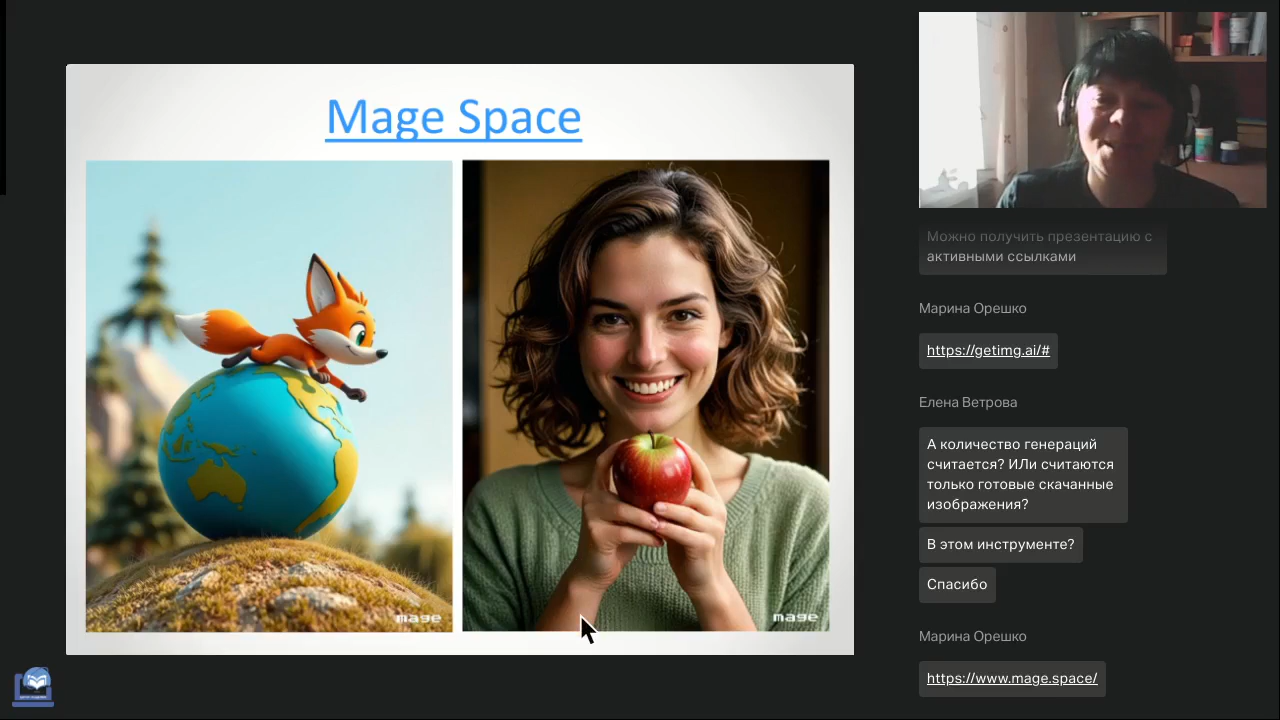 Mage Space
mage
mage
Можно получить презентацию с
активными ссылками
Марина Орешко
https://getimg.ai/#
Елена Ветрова
А количество генераций
считается? ИЛи считаются
только готовые скачанные
изображения?
В этом инструменте?
Спасибо
Марина Орешко
https://www.mage.space/